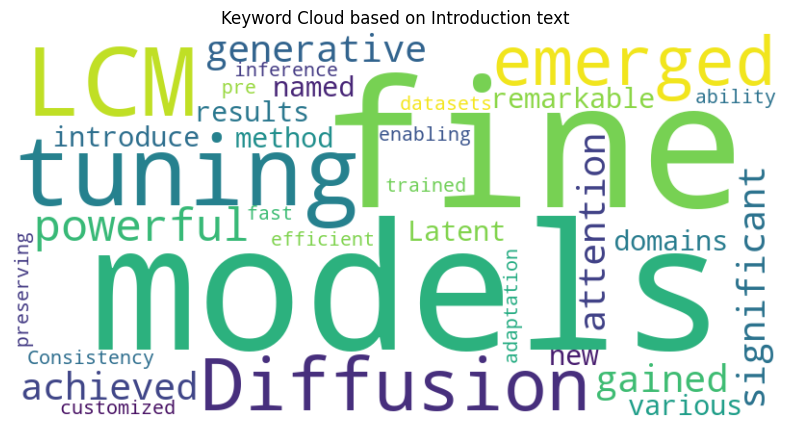 Keyword Cloud based on Introduction text
LCM
generative
inference
pre
named
results
emerged
datasets
remarkable
ability
introduce
method
enabling
fine
tuning
trained
powerful
fast
efficient
Latent
attention
domains
significant
preserving
models
adaptation
Consistency
new
achieved
Diffusion
gained
customized
various